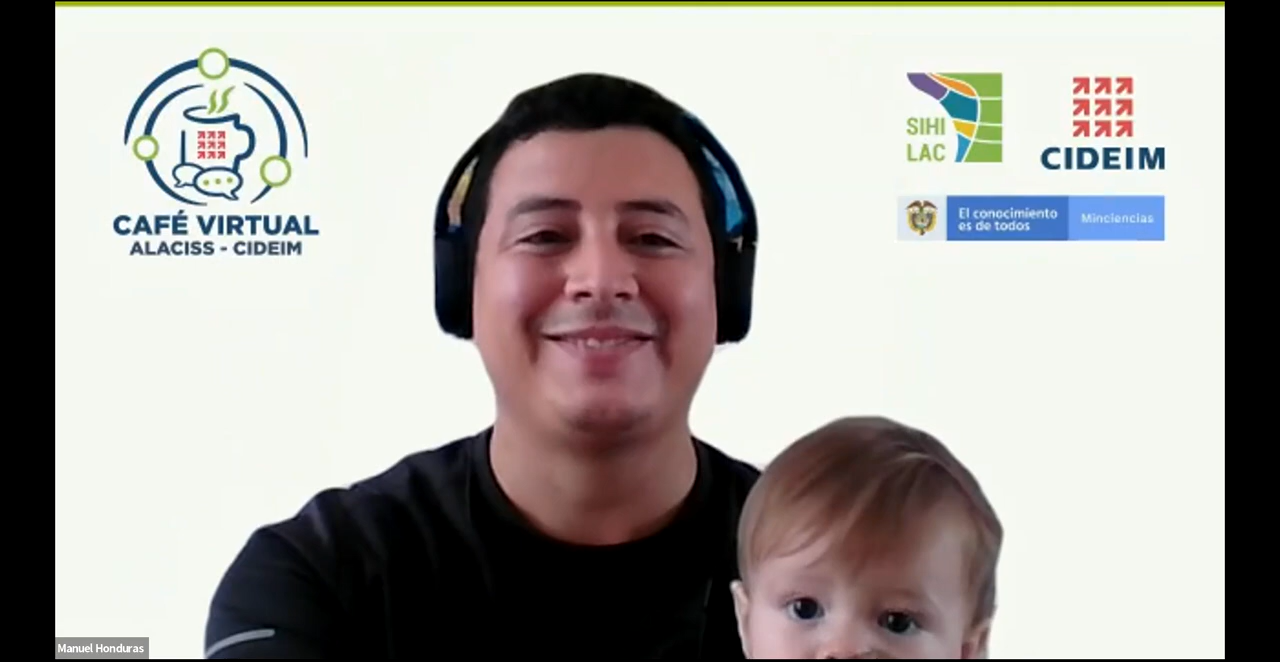 CAFÉ VIRTUAL
ALACISS - CIDEIM
SIHI
LAC
CIDEIM
El conocimiento
es de todos
Minciencias
Manuel Honduras